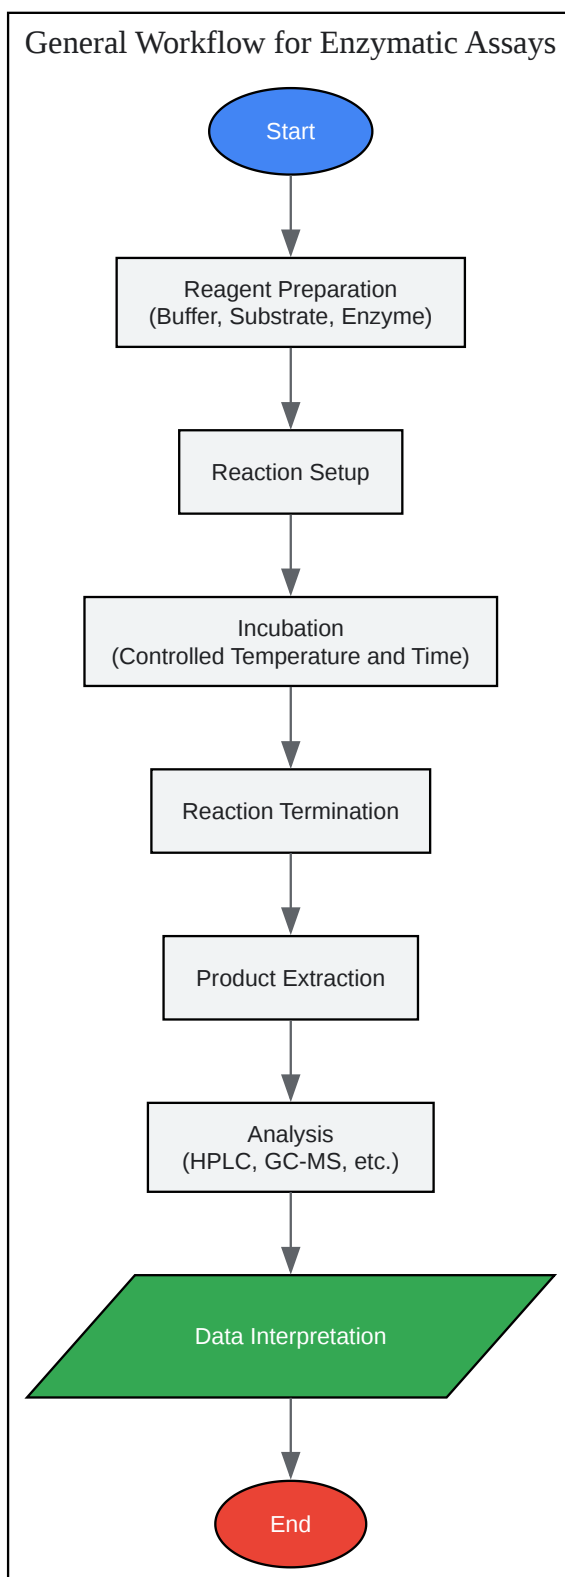 General Workflow for Enzymatic Assays
Start
Reagent Preparation
(Buffer, Substrate, Enzyme)
Reaction Setup
Incubation
(Controlled Temperature and Time)
Reaction Termination
Product Extraction
Analysis
(HPLC, GC-MS, etc.)
Data Interpretation
End